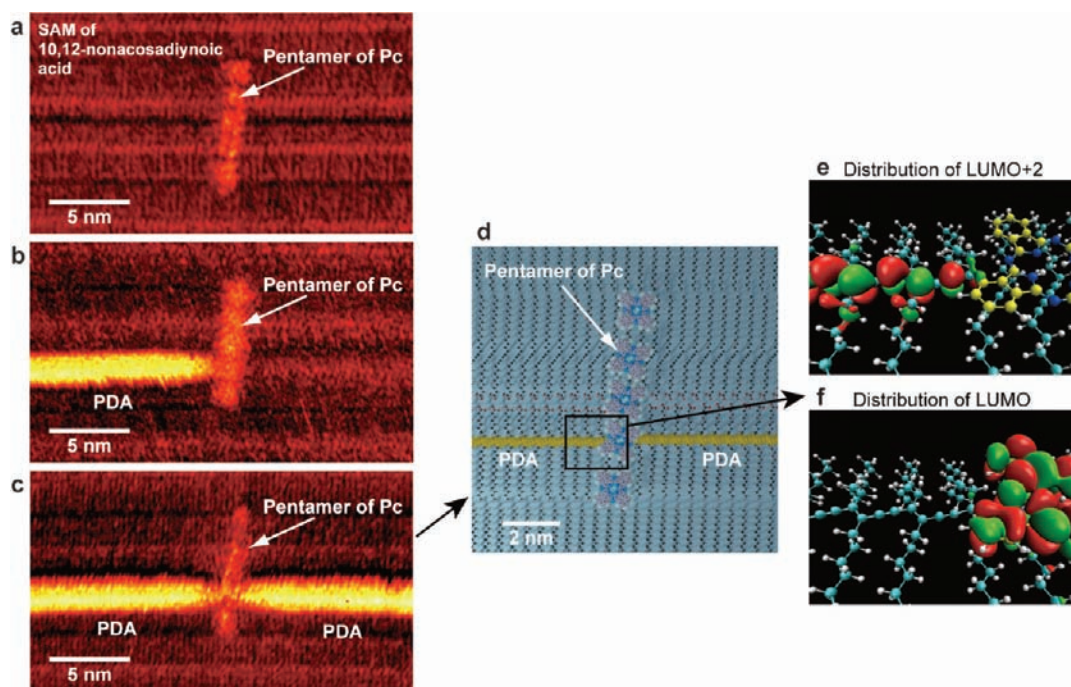 a
SAM of
10,12-nonacosadiynoic
acid
Pentamer of Pc
5 nm
b
Pentamer of Pc
PDA
5 nm
c
Pentamer of Pc
PDA
PDA
5 nm
d
Pentamer of Pc
PDA
PDA
2 nm
e Distribution of LUMO+2
f Distribution of LUMO